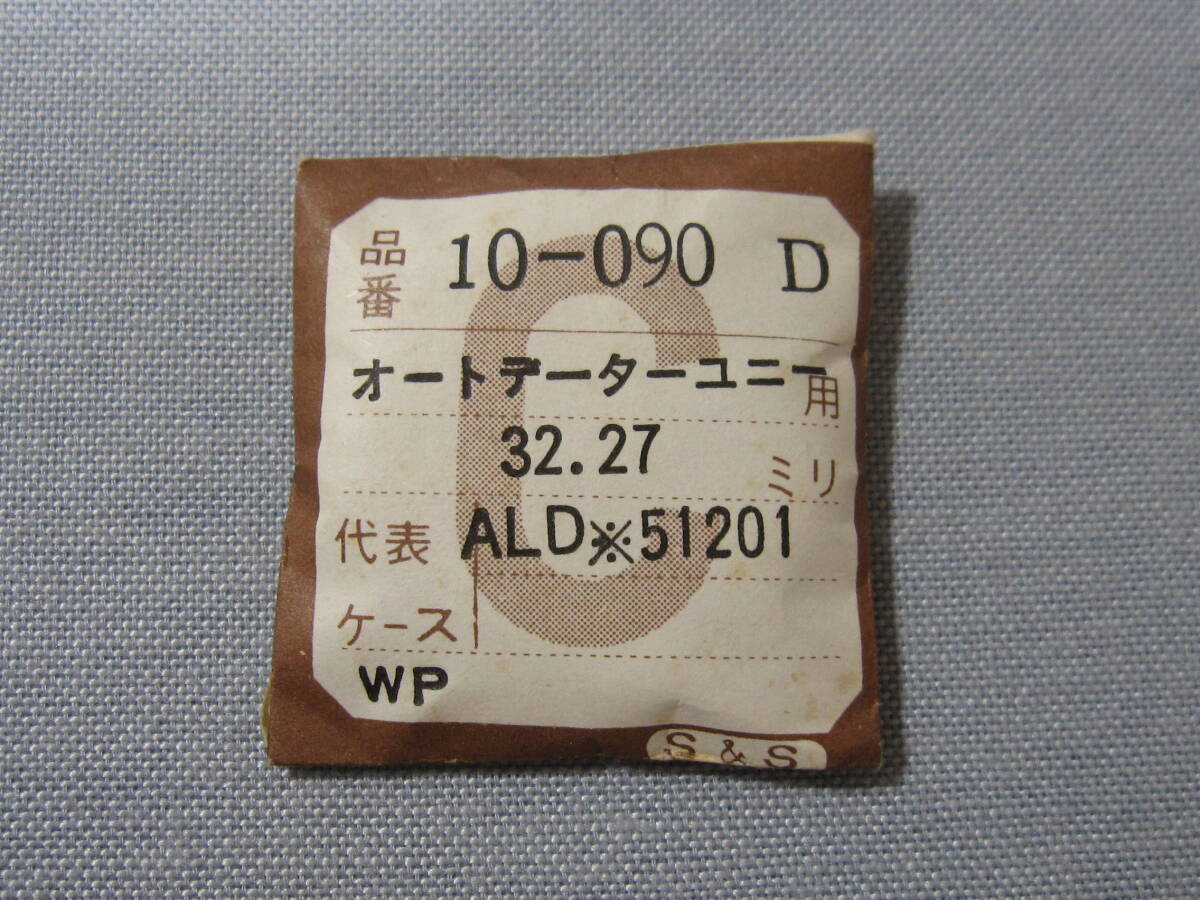 品番 10-090 D
オートデーターユニー用
32.27 ミリ
代表 ALD※51201
ケース
WP
S & S